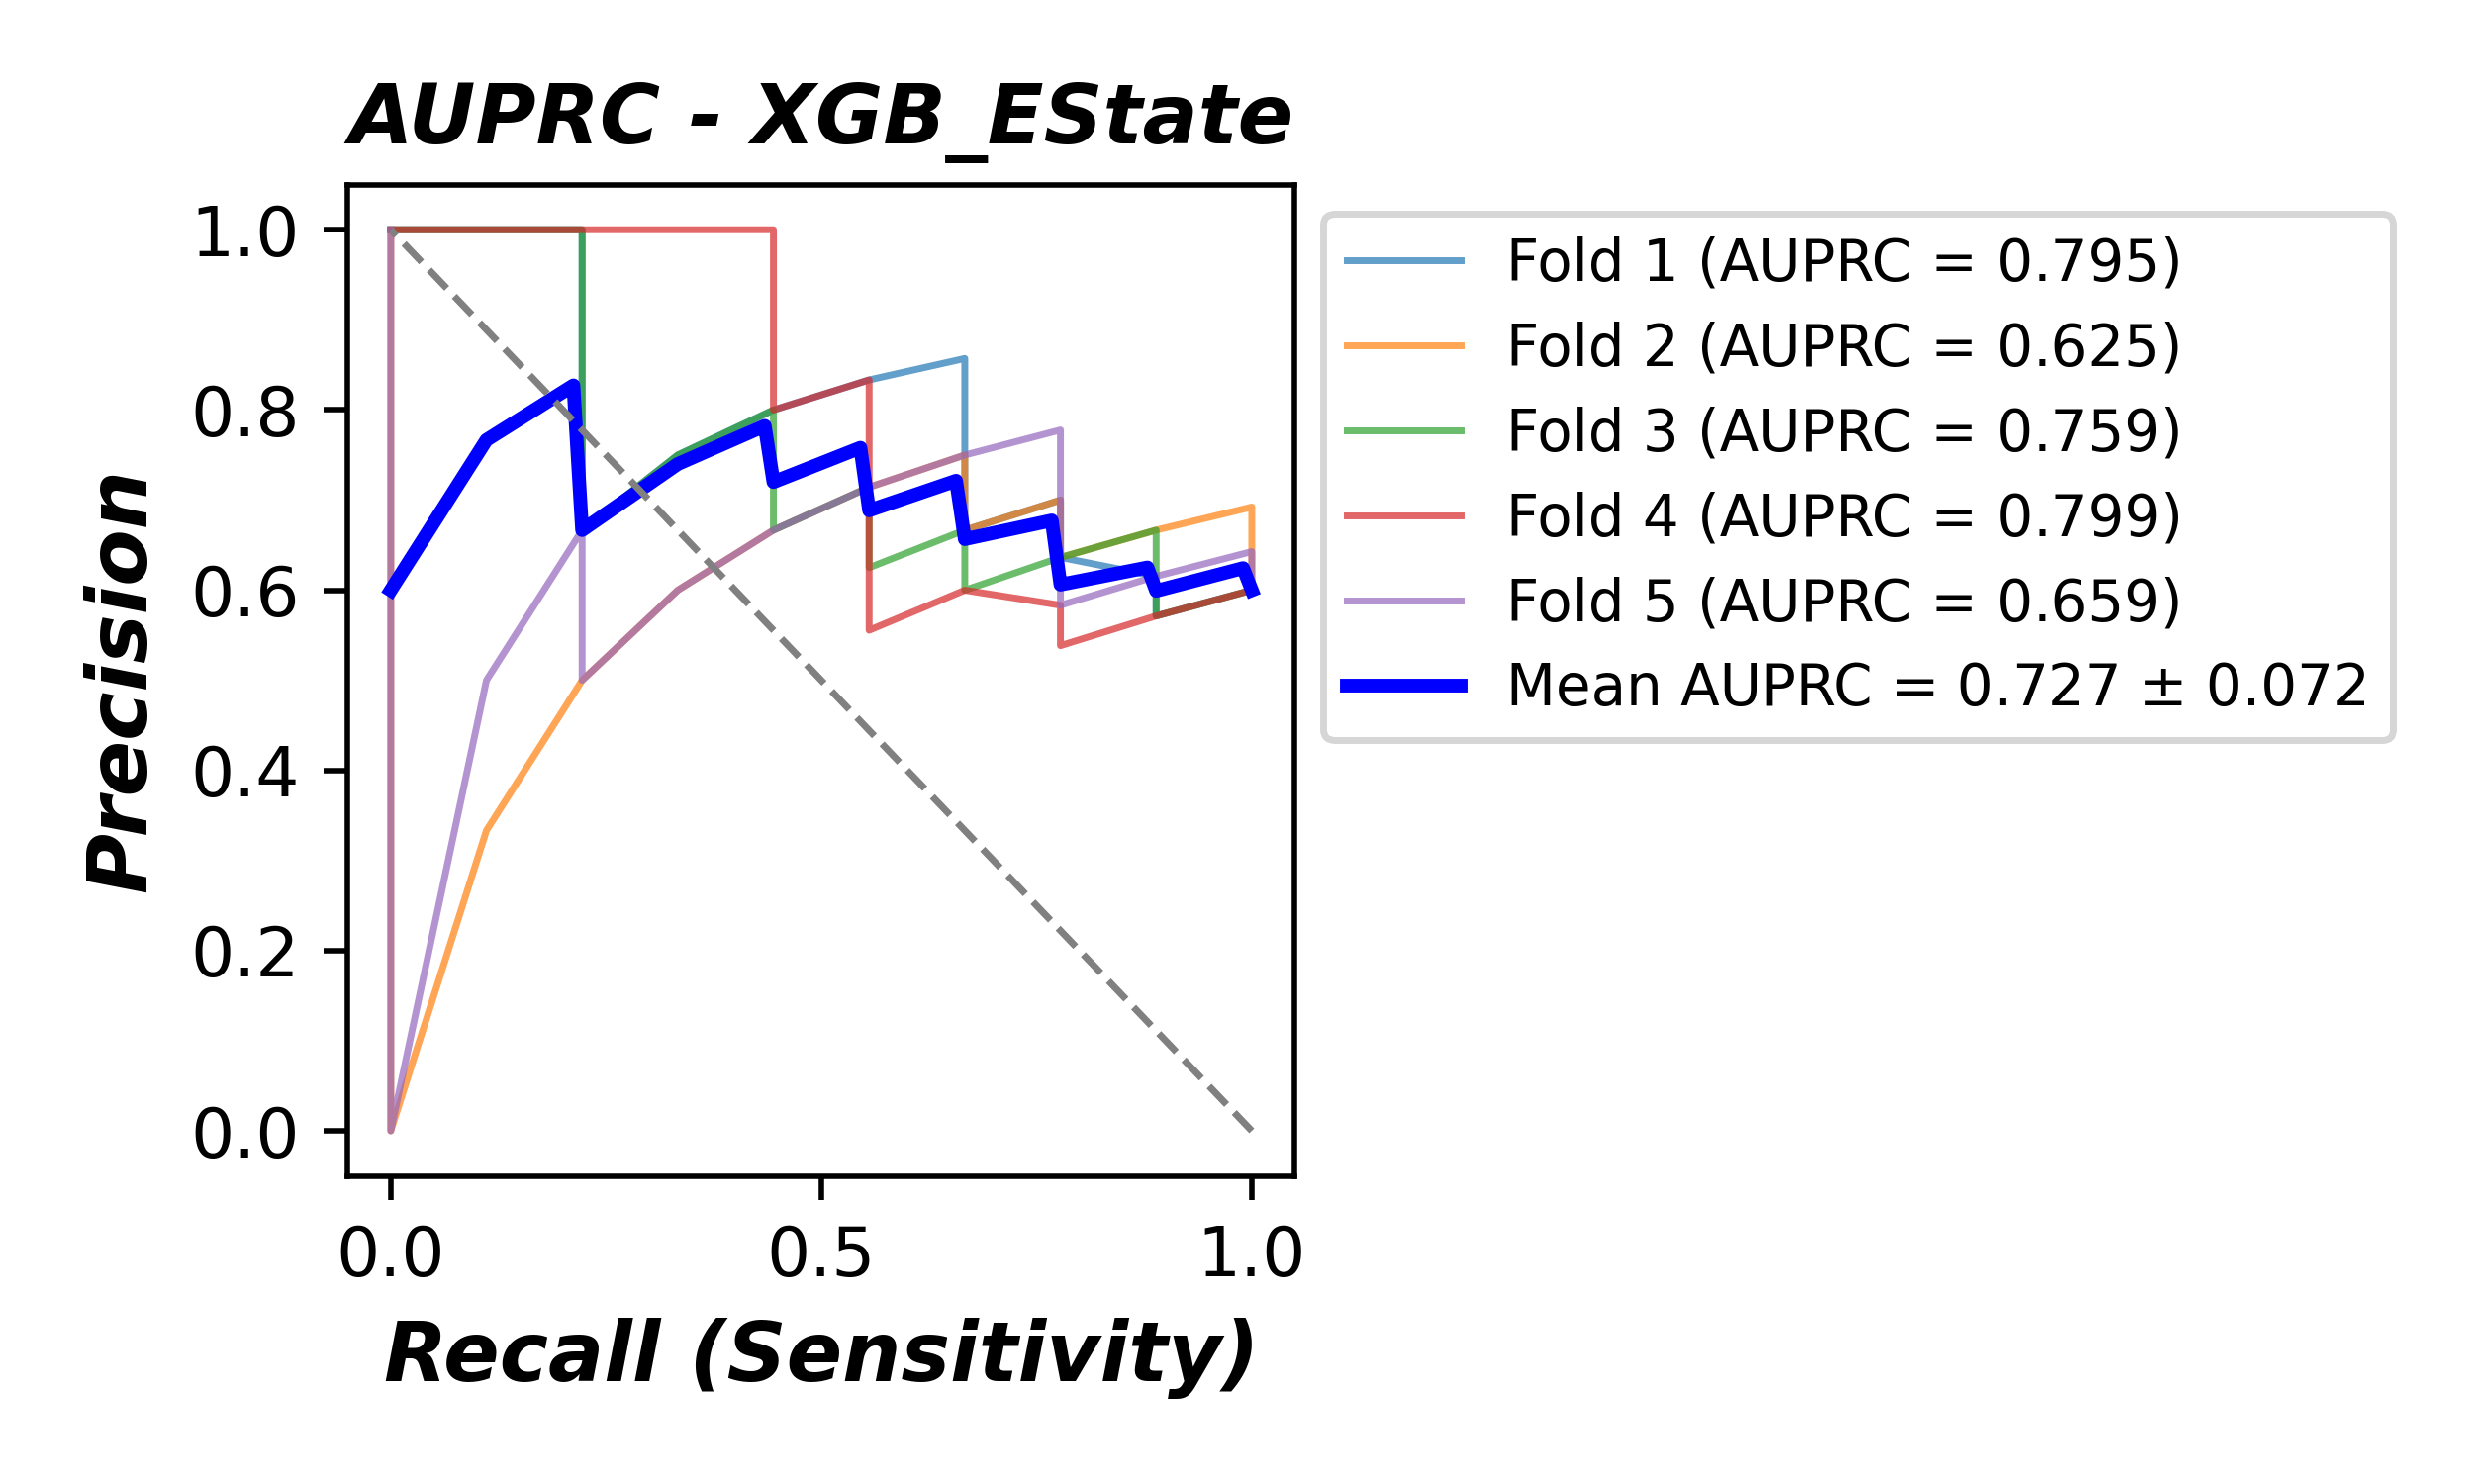 AUPRC - XGB_EState
Precision
1.0
0.8
0.6
0.4
0.2
0.0
0.0 0.5 1.0
Recall (Sensitivity)
Fold 1 (AUPRC = 0.795)
Fold 2 (AUPRC = 0.625)
Fold 3 (AUPRC = 0.759)
Fold 4 (AUPRC = 0.799)
Fold 5 (AUPRC = 0.659)
Mean AUPRC = 0.727 ± 0.072